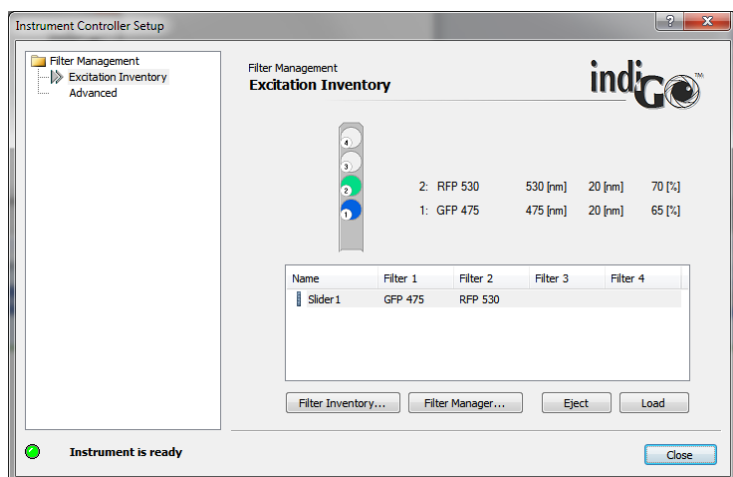 Instrument Controller Setup
Filter Management
Excitation Inventory
Advanced
Filter Management
Excitation Inventory
indiGO™
4
3
2
1
2: RFP 530 530 [nm] 20 [nm] 70 [%]
1: GFP 475 475 [nm] 20 [nm] 65 [%]
Name Filter 1 Filter 2 Filter 3 Filter 4
Slider1 GFP 475 RFP 530
Filter Inventory... Filter Manager... Eject Load
Instrument is ready
Close